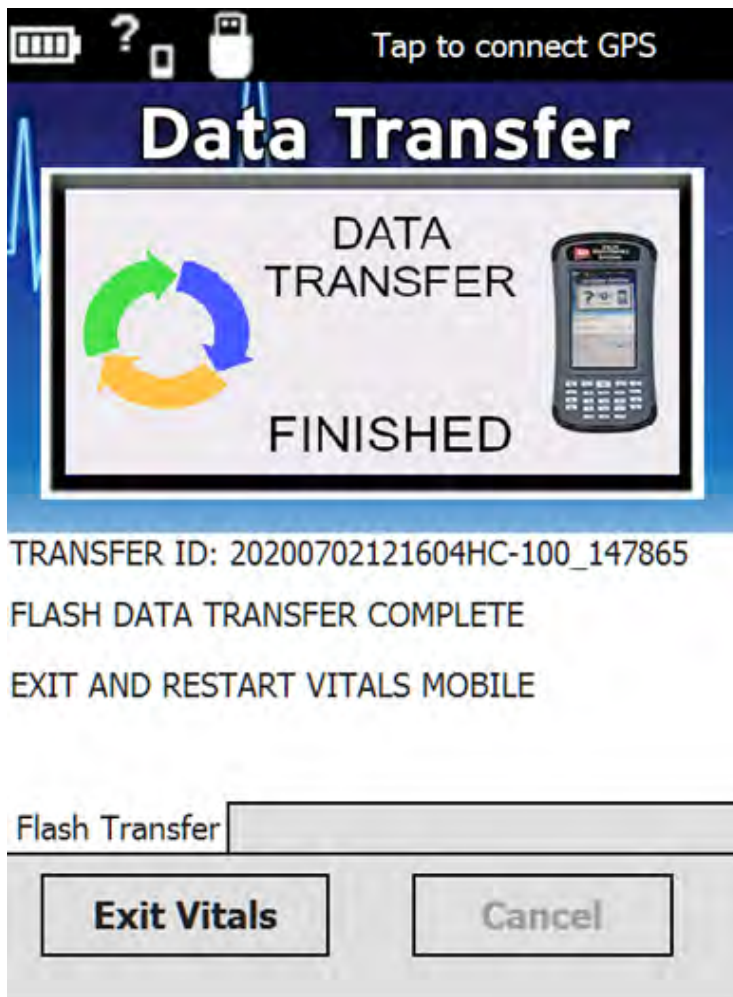 ? Tap to connect GPS
Data Transfer
DATA
TRANSFER
FINISHED
TRANSFER ID: 20200702121604HC-100_147865
FLASH DATA TRANSFER COMPLETE
EXIT AND RESTART VITALS MOBILE
Flash Transfer
Exit Vitals
Cancel